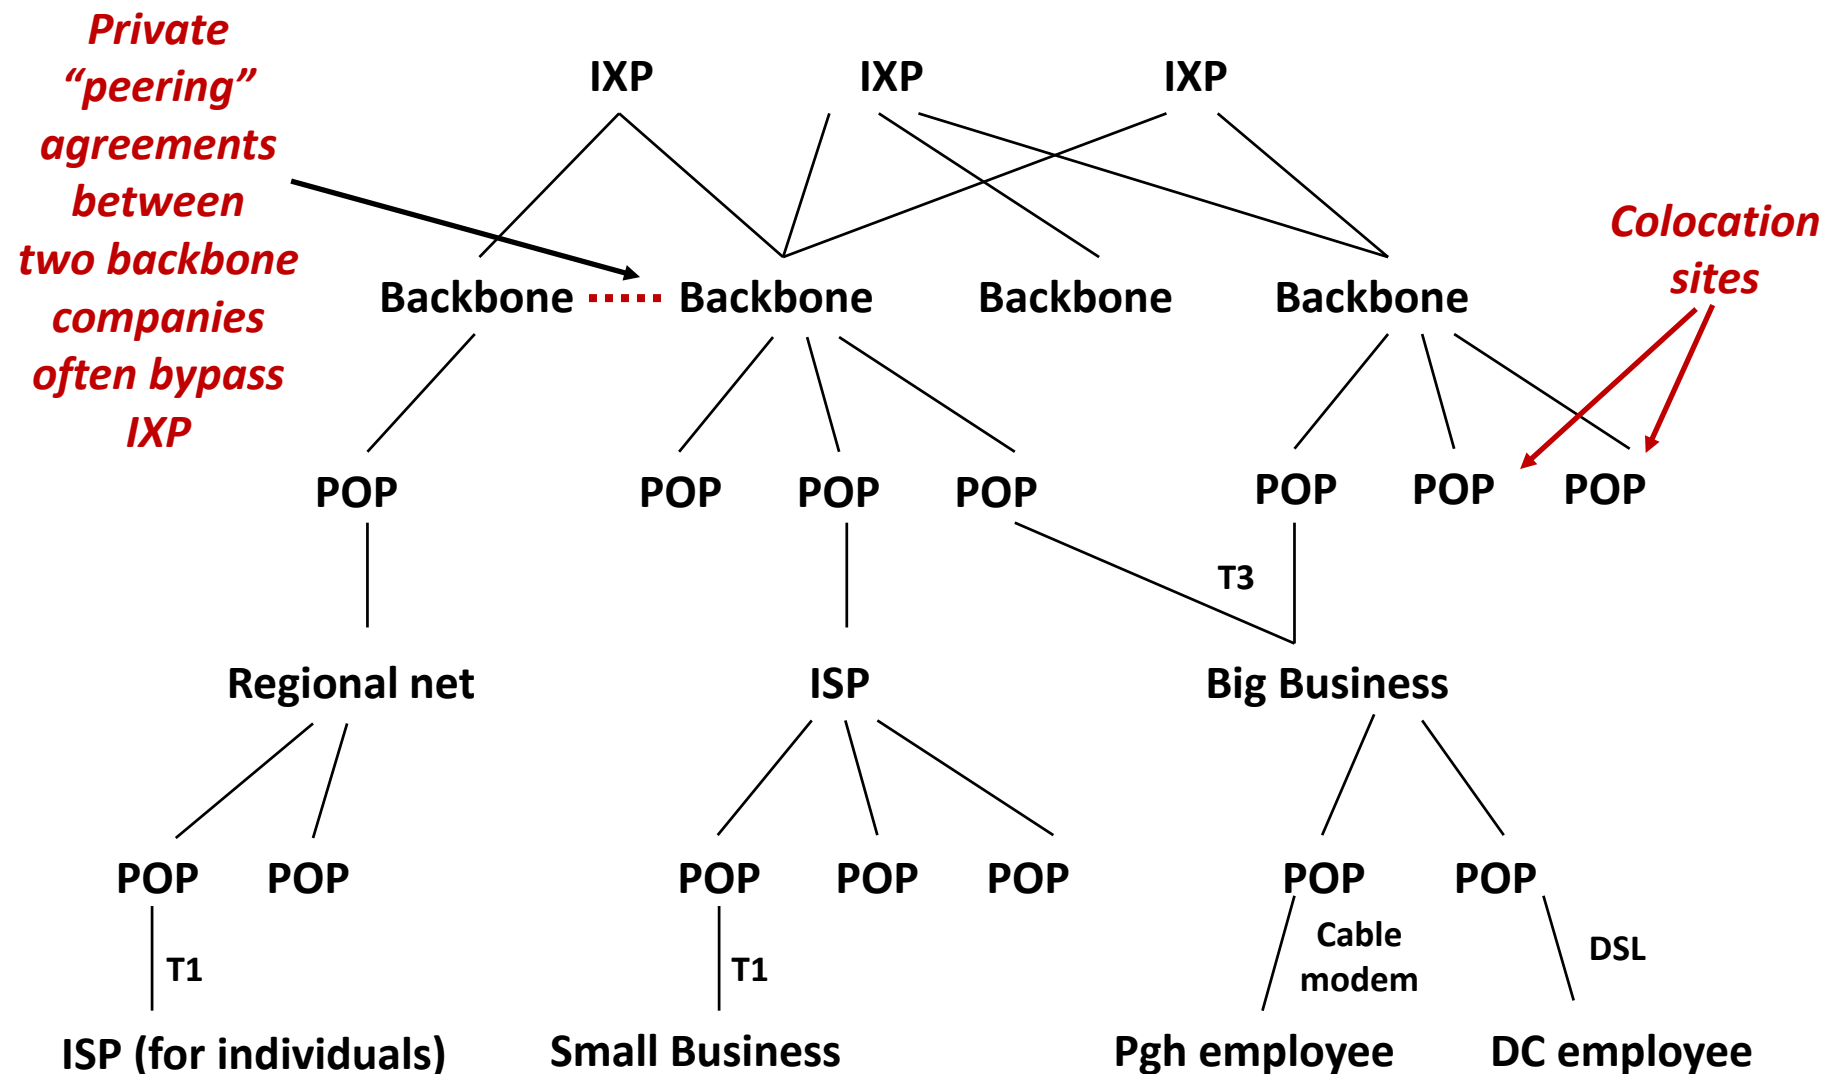 Private
“peering”
agreements
between
two backbone
companies
often bypass
IXP
IXP IXP IXP
Colocation
sites
Backbone Backbone Backbone Backbone
POP POP POP POP POP POP POP
T3
Regional net ISP Big Business
POP POP POP POP POP POP POP
Cable
modem
DSL
T1 T1
ISP (for individuals) Small Business Pgh employee DC employee